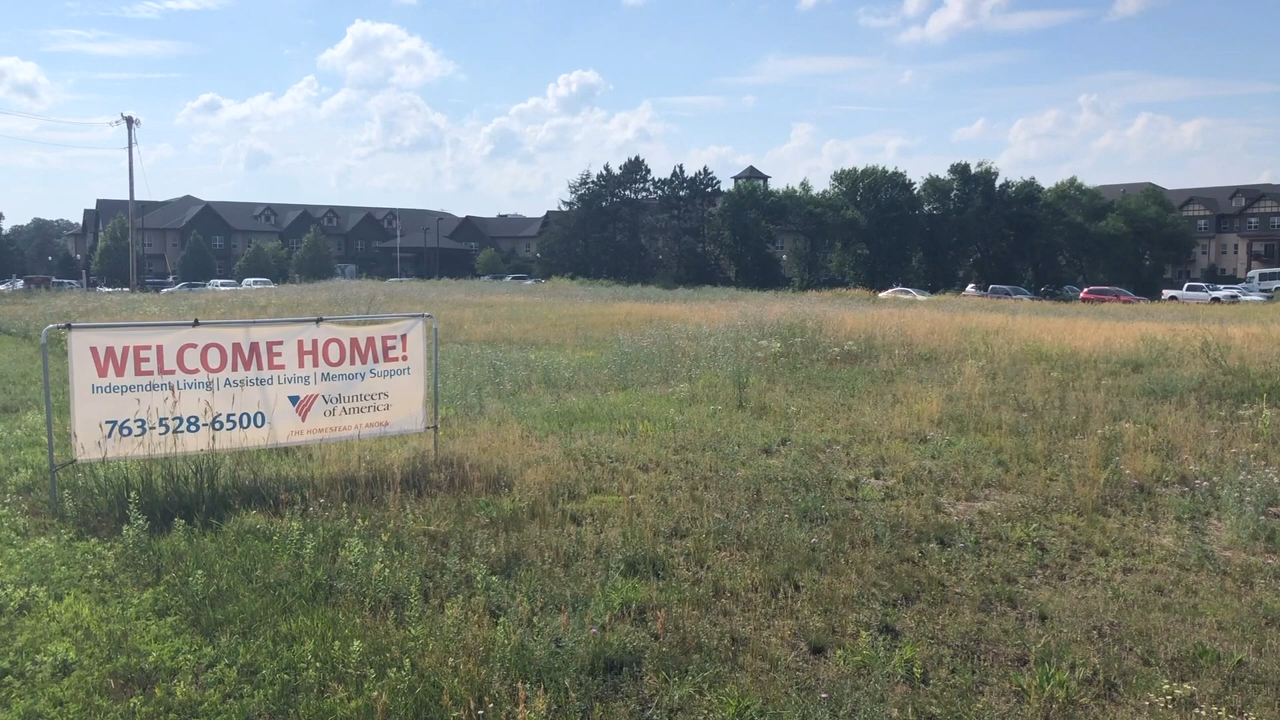 WELCOME HOME!
Independent Living | Assisted Living | Memory Support
763-528-6500
Volunteers
of America
THE HOMESTEAD AT ANOKA